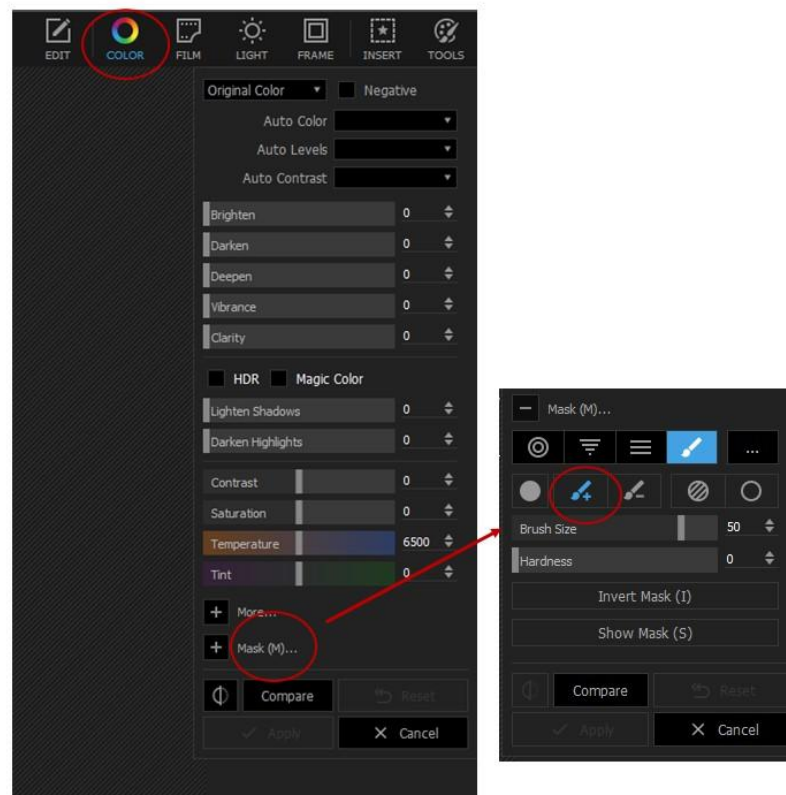 EDIT COLOR FILM LIGHT FRAME INSERT TOOLS
Original Color Negative
Auto Color
Auto Levels
Auto Contrast
Brighten 0
Darken 0
Deepen 0
Vibrance 0
Clarity 0
HDR Magic Color
Lighten Shadows 0
Darken Highlights 0
Contrast 0
Saturation 0
Temperature 6500
Tint 0
More...
Mask (M)...
Compare Reset
Apply Cancel
Mask (M)...
...
Brush Size 50
Hardness 0
Invert Mask (I)
Show Mask (S)
Compare Reset
Apply Cancel